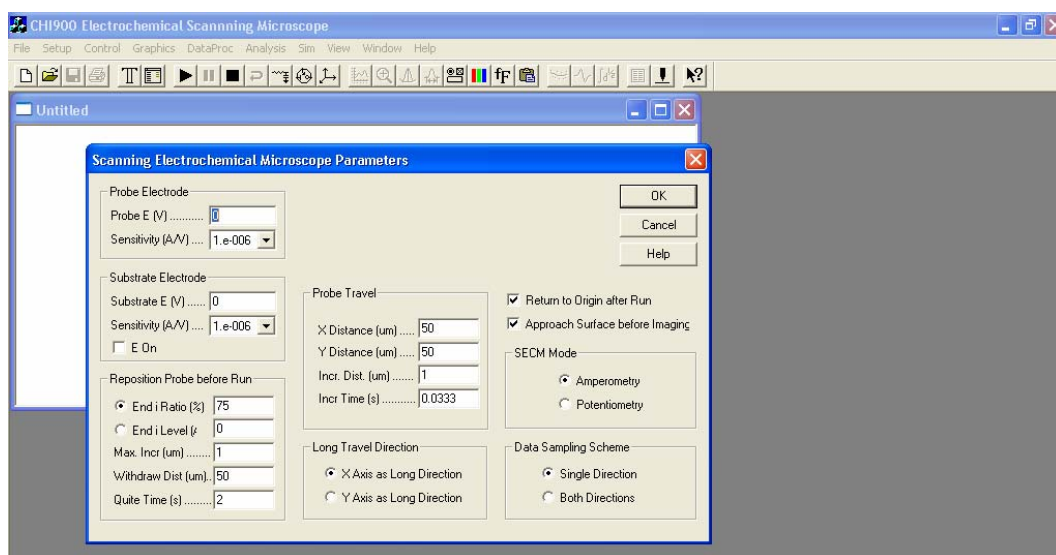 CHI900 Electrochemical Scannning Microscope
File Setup Control Graphics DataProc Analysis Sim View Window Help
Untitled
Scanning Electrochemical Microscope Parameters
Probe Electrode
Probe E (V) ........... 0
Sensitivity (A/V) .... 1.e-006
Substrate Electrode
Substrate E (V) ...... 0
Sensitivity (A/V) .... 1.e-006
E On
Reposition Probe before Run
End i Ratio (%) 75
End i Level (A 0
Max. Incr (um) ........ 1
Withdraw Dist (um).. 50
Quite Time (s) ......... 2
Probe Travel
X Distance (um) ..... 50
Y Distance (um) ..... 50
Incr. Dist. (um) ....... 1
Incr Time (s) ........... 0.0333
Long Travel Direction
X Axis as Long Direction
Y Axis as Long Direction
OK
Cancel
Help
Return to Origin after Run
Approach Surface before Imaging
SECM Mode
Amperometry
Potentiometry
Data Sampling Scheme
Single Direction
Both Directions